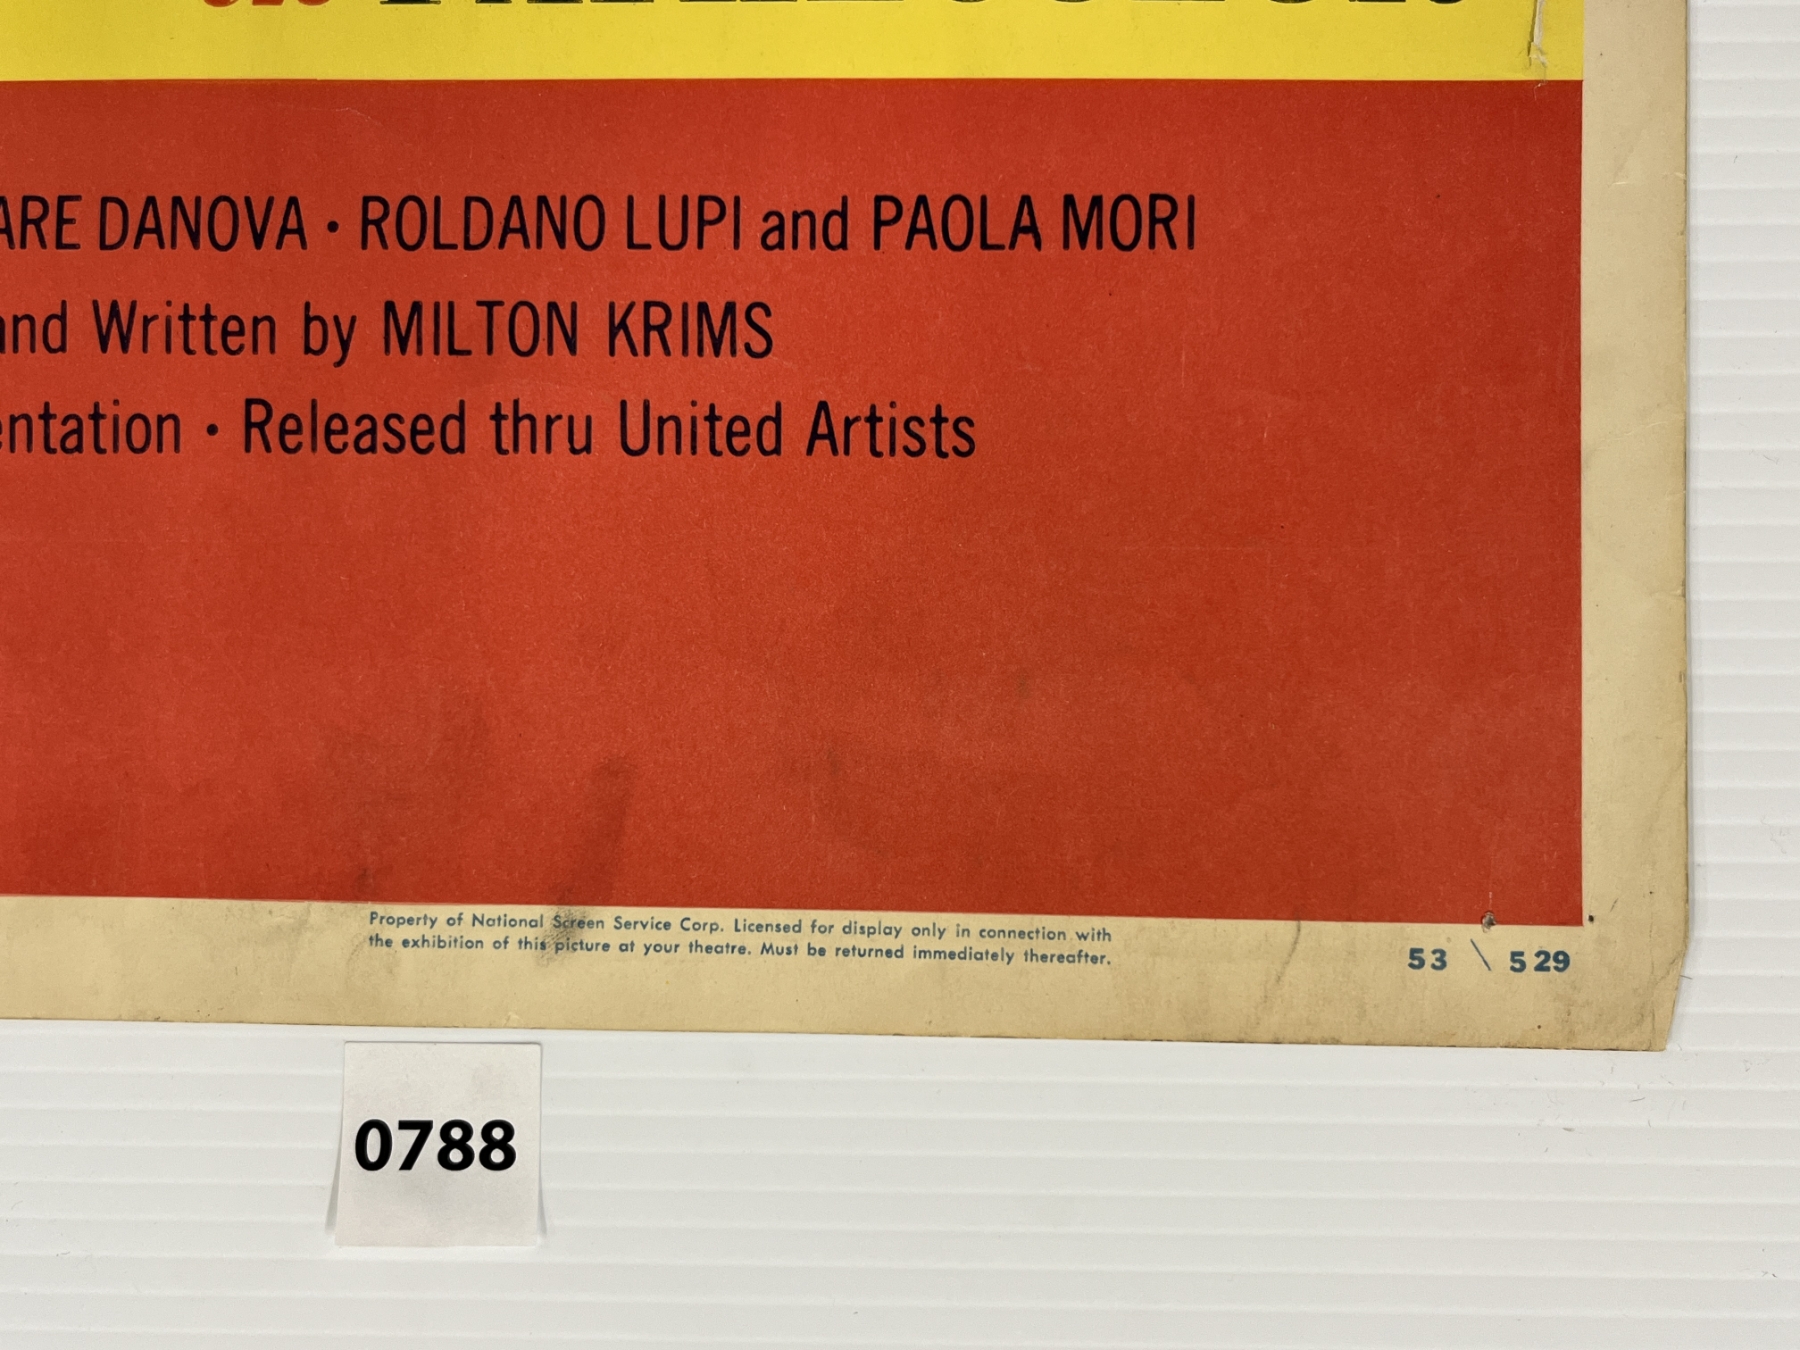 ARE DANOVA • ROLDANO LUPI and PAOLA MORI
and Written by MILTON KRIMS
entation • Released thru United Artists
Property of National Screen Service Corp. Licensed for display only in connection with
the exhibition of this picture at your theatre. Must be returned immediately thereafter.
53 \ 529
0788